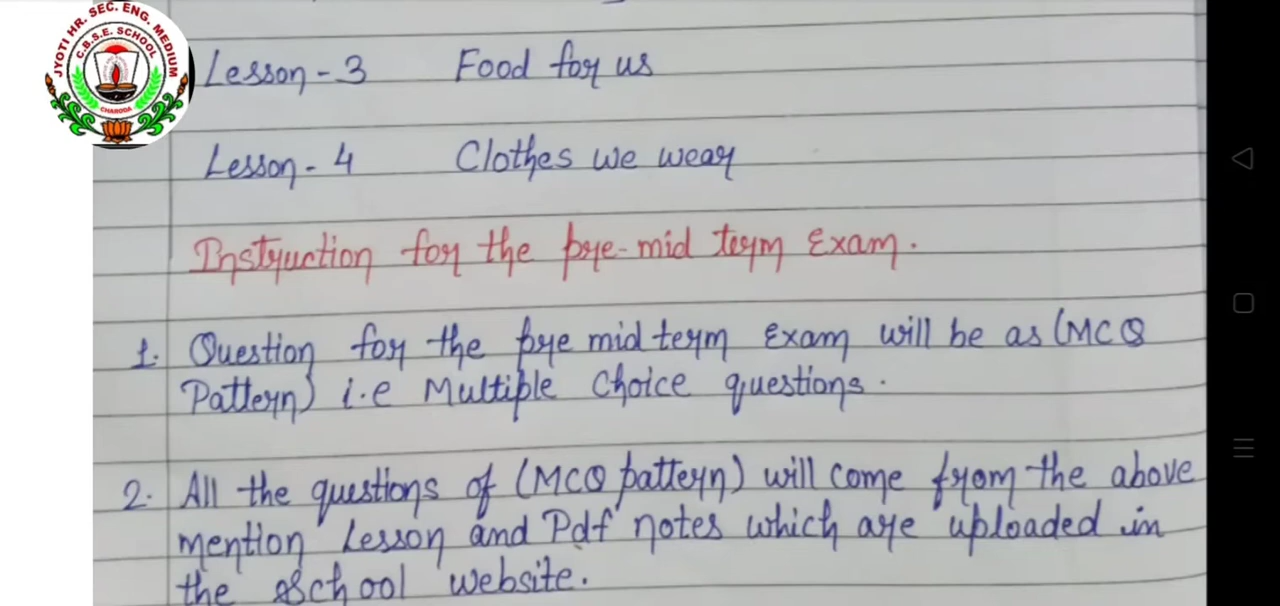 JYOTI HR. SEC. ENG. MEDIUM
C.B.S.E. SCHOOL
CHARODA
Lesson-3 Food for us
Lesson-4 Clothes we wear
Instruction for the pre-mid term Exam.
1. Question for the pre mid term Exam will be as (MCQ
Pattern) i.e Multiple Choice questions.
2. All the questions of (MCQ pattern) will come from the above
mention Lesson and Pdf notes which are uploaded in
the School website.